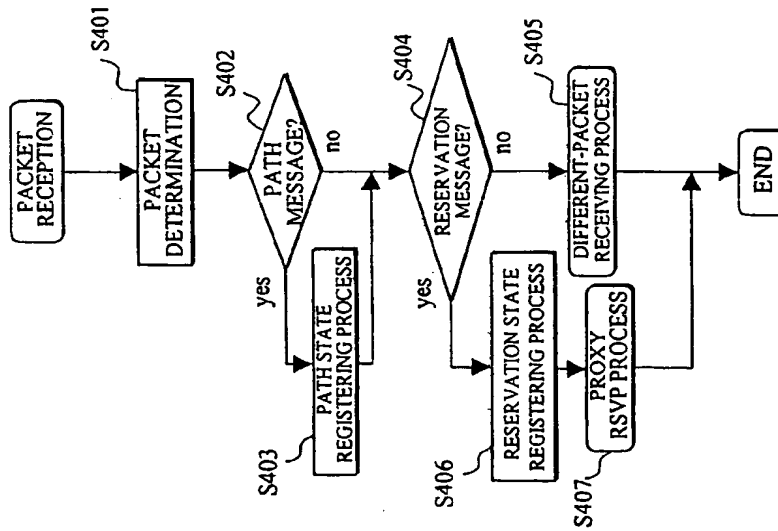 PACKET
RECEPTION
S401
PACKET
DETERMINATION
S402
PATH
MESSAGE?
yes
no
S403
PATH STATE
REGISTERING PROCESS
S404
RESERVATION
MESSAGE?
yes
no
S405
DIFFERENT-PACKET
RECEIVING PROCESS
S406
RESERVATION STATE
REGISTERING PROCESS
S407
PROXY
RSVP PROCESS
END